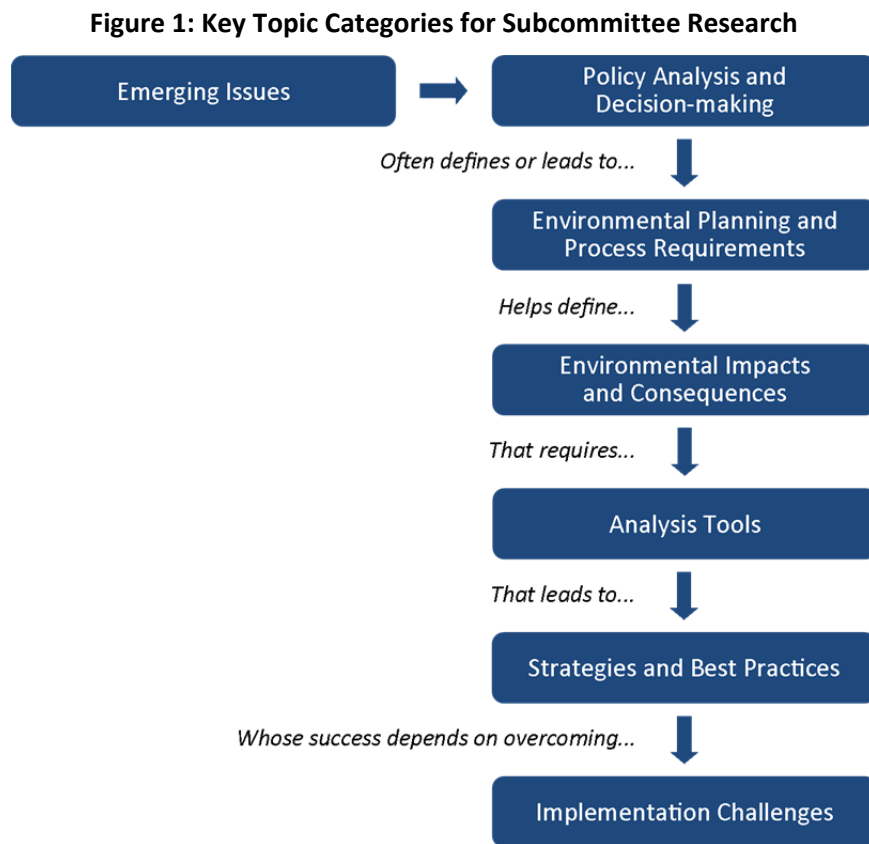 Figure 1: Key Topic Categories for Subcommittee Research
Emerging Issues
Policy Analysis and
Decision-making
Often defines or leads to...
Environmental Planning and
Process Requirements
Helps define...
Environmental Impacts
and Consequences
That requires...
Analysis Tools
That leads to...
Strategies and Best Practices
Whose success depends on overcoming...
Implementation Challenges